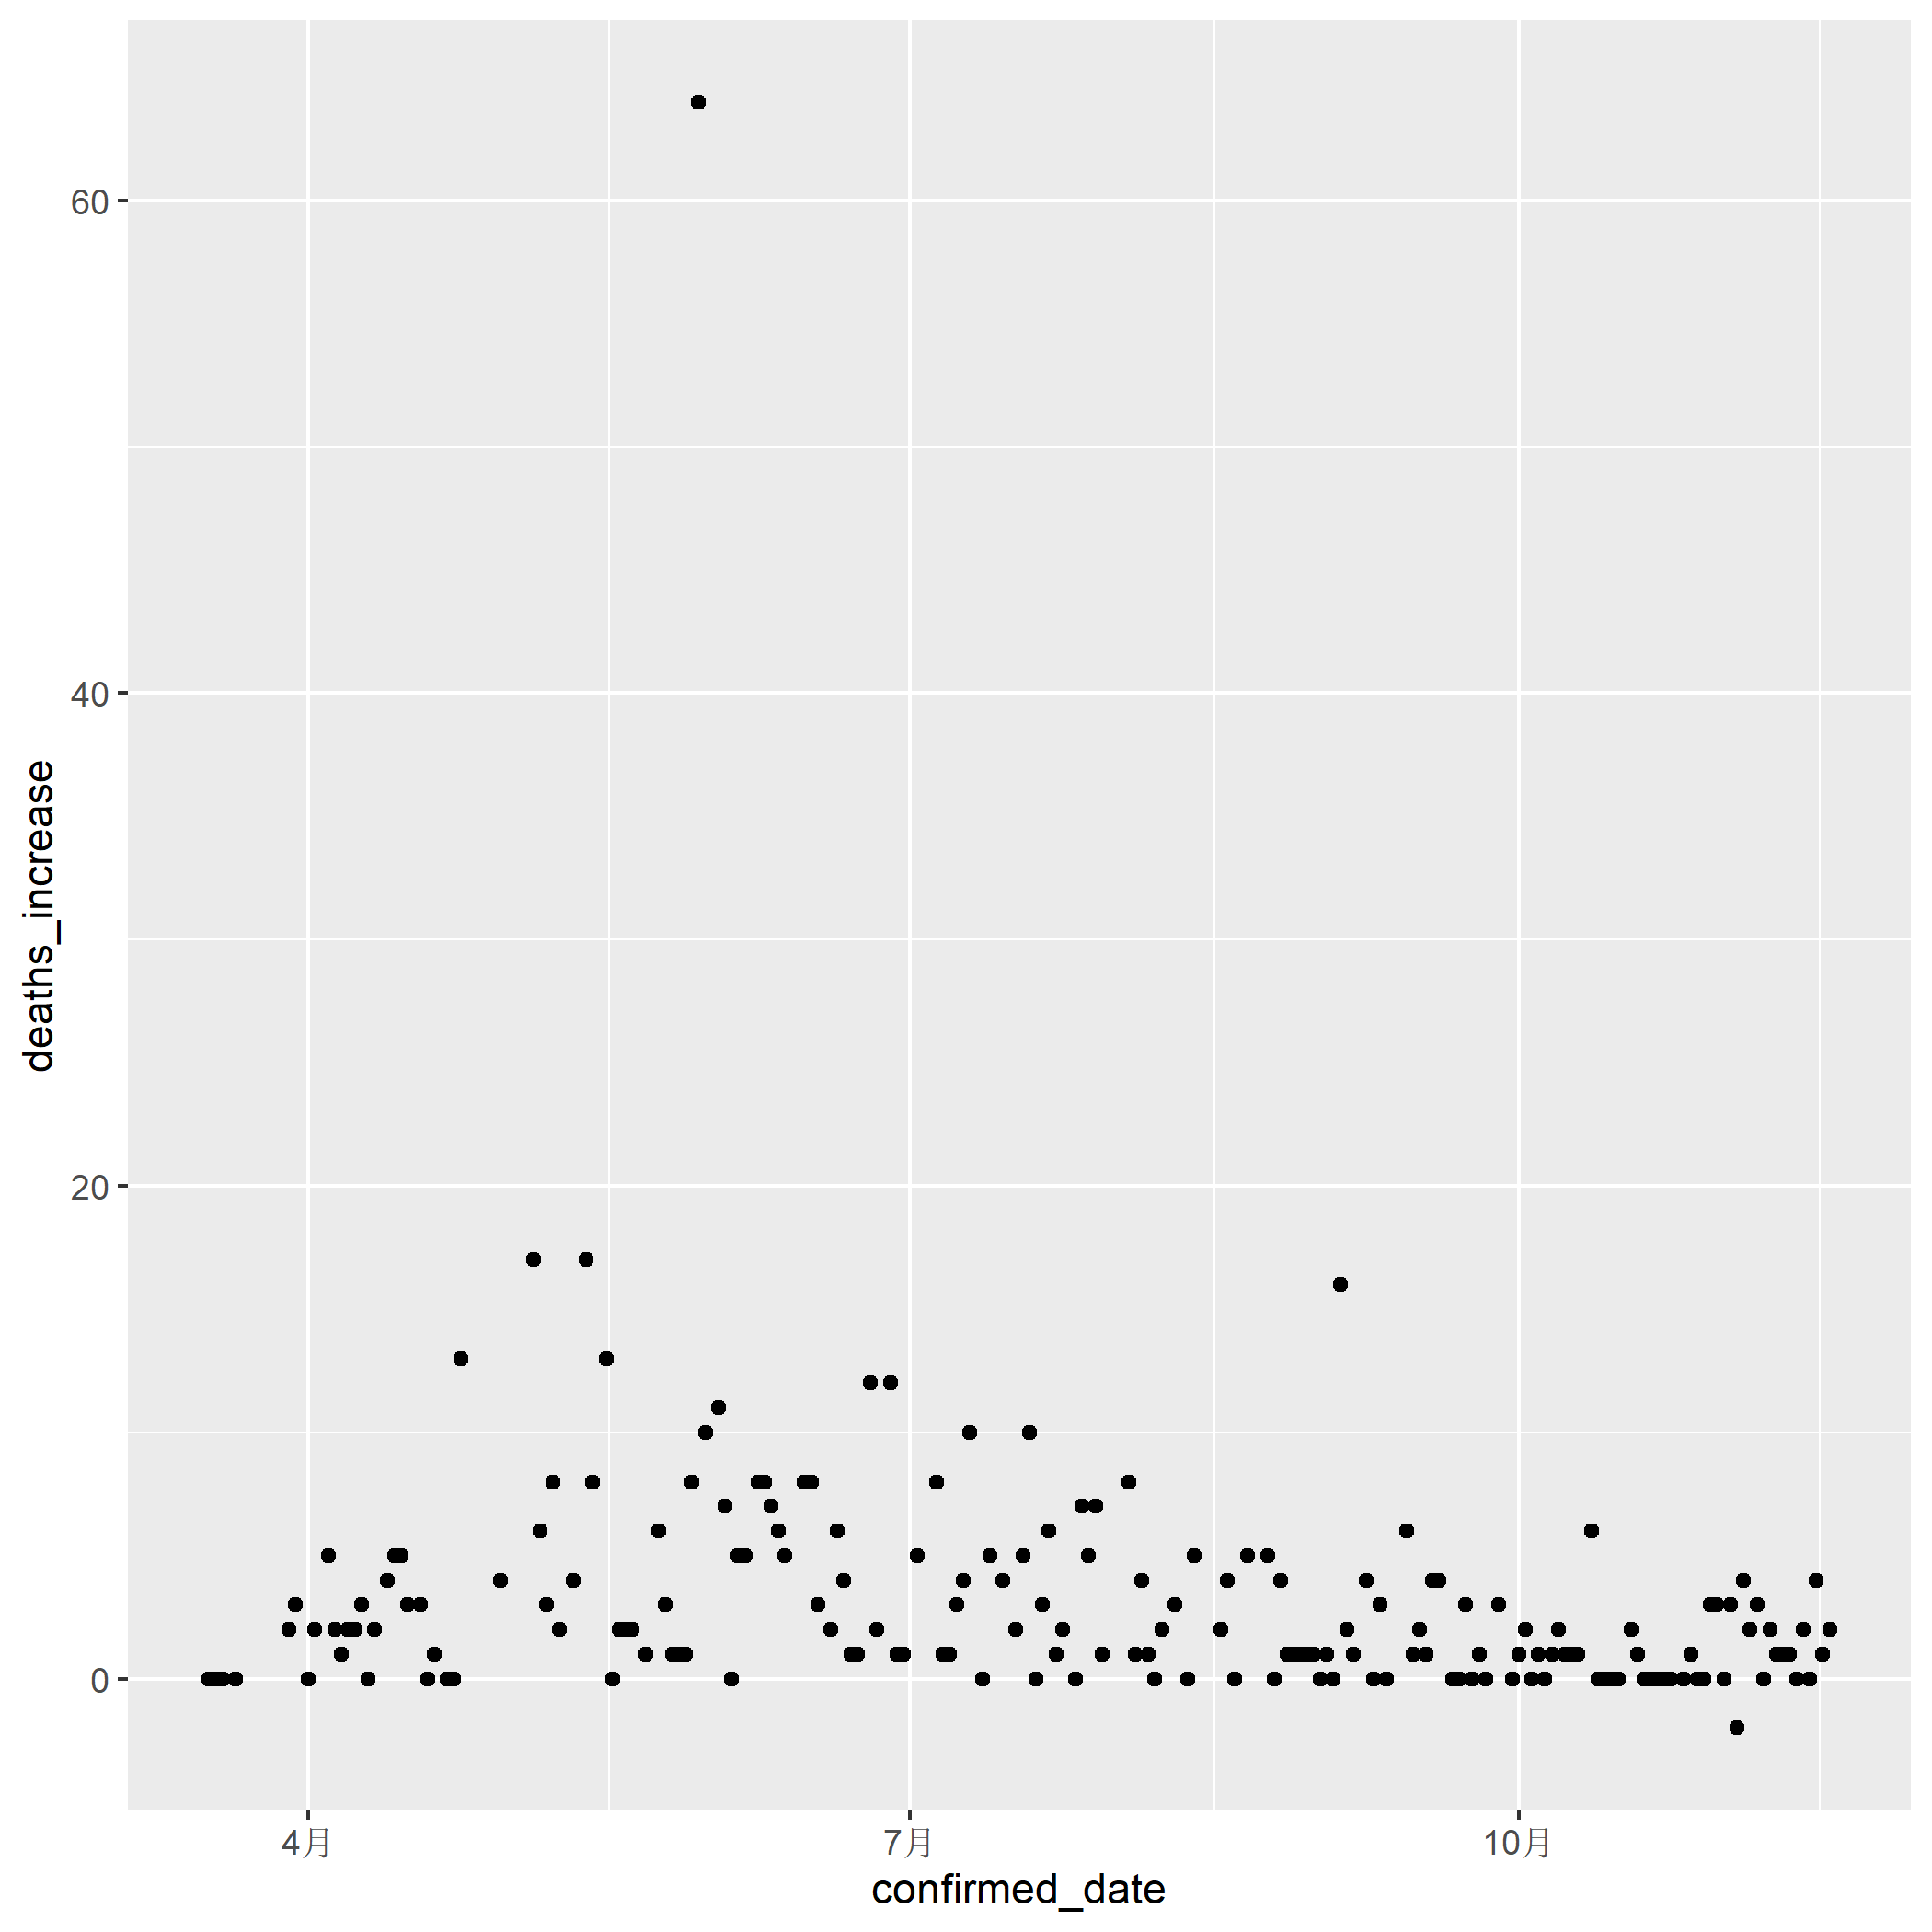 deaths_increase
60
40
20
0
4月
7月
10月
confirmed_date